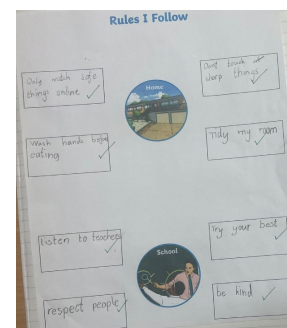 Rules I Follow
Only watch safe
things online
Dont touch
sharp things
Home
Wash hands before
eating
Tidy my room
listen to teachers
Try your best
School
respect people
be kind